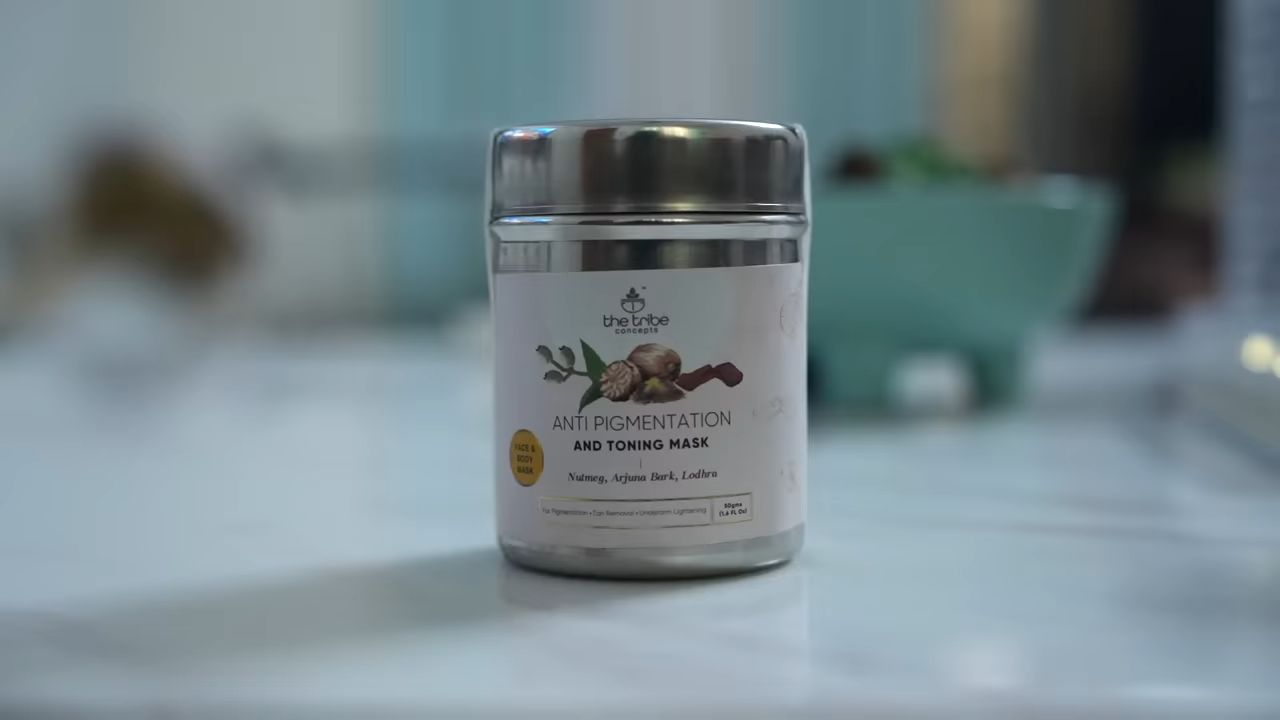 the tribe
concepts
ANTI PIGMENTATION
AND TONING MASK
Nutmeg, Arjuna Bark, Lodhra
FACE &
BODY
MASK
For Pigmentation • Tan Removal • Underarm Lightening
50gms
(1.6 FL Oz)